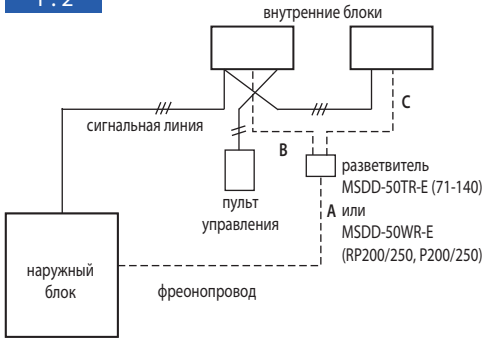 1 : 2
внутренние блоки
сигнальная линия
C
B
пульт
управления
разветвитель
MSDD-50TR-E (71-140)
A или
MSDD-50WR-E
(RP200/250, P200/250)
наружный
блок
фреонопровод